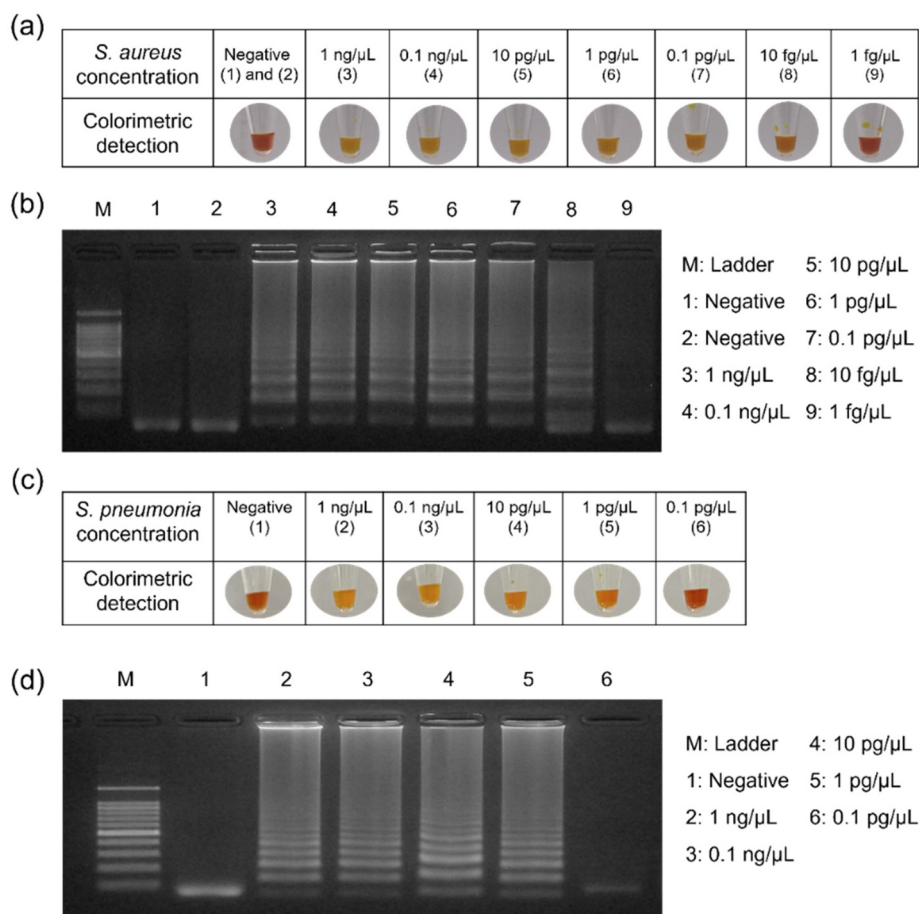 (a)
S. aureus concentration
Negative (1) and (2)
1 ng/µL (3)
0.1 ng/µL (4)
10 pg/µL (5)
1 pg/µL (6)
0.1 pg/µL (7)
10 fg/µL (8)
1 fg/µL (9)
Colorimetric detection
(b)
M 1 2 3 4 5 6 7 8 9
M: Ladder 5: 10 pg/µL
1: Negative 6: 1 pg/µL
2: Negative 7: 0.1 pg/µL
3: 1 ng/µL 8: 10 fg/µL
4: 0.1 ng/µL 9: 1 fg/µL
(c)
S. pneumonia concentration
Negative (1)
1 ng/µL (2)
0.1 ng/µL (3)
10 pg/µL (4)
1 pg/µL (5)
0.1 pg/µL (6)
Colorimetric detection
(d)
M 1 2 3 4 5 6
M: Ladder 4: 10 pg/µL
1: Negative 5: 1 pg/µL
2: 1 ng/µL 6: 0.1 pg/µL
3: 0.1 ng/µL